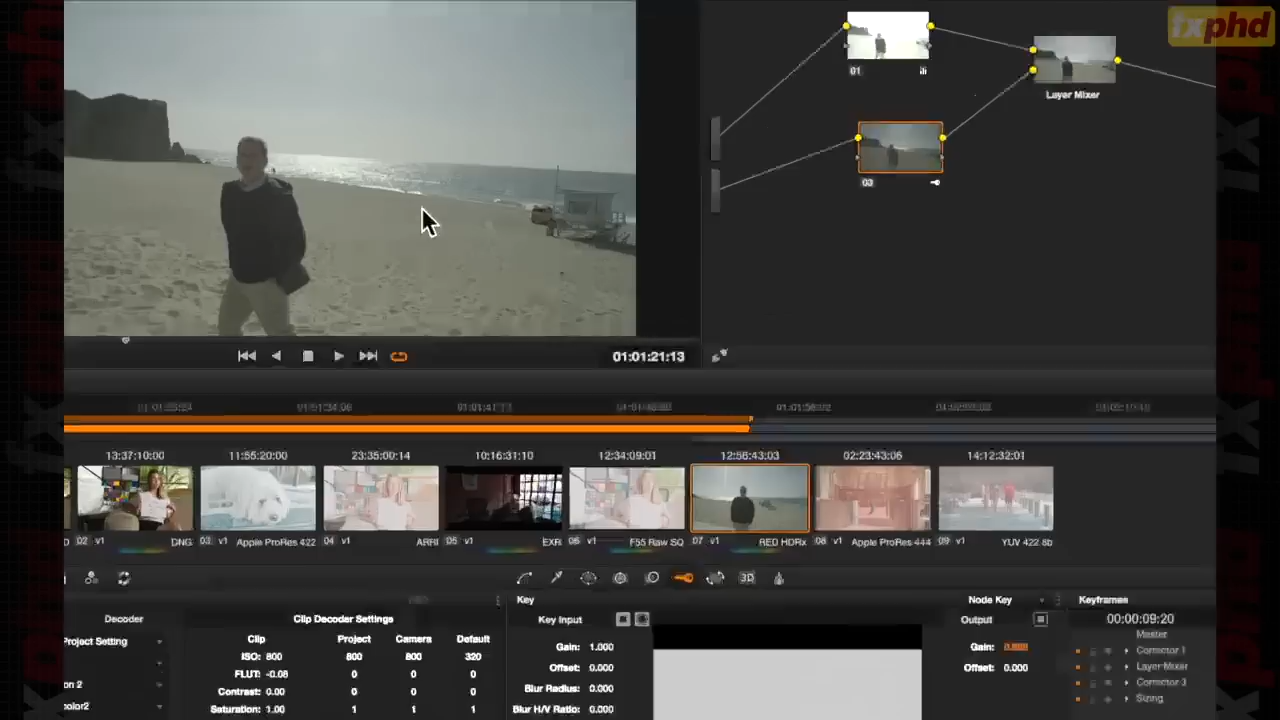 fxphd
01
Layer Mixer
03
01:01:21:13
01:01:34:06
13:37:10:00
11:55:20:00
23:35:00:14
10:16:31:10
12:34:09:01
12:56:43:03
02:23:43:06
14:12:32:01
02 v1 DNG
03 v1 Apple ProRes 422
04 v1 ARRI
05 v1 EXR
06 v1 F55 Raw SQ
07 v1 RED HDRx
08 v1 Apple ProRes 444
09 v1 YUV 422 8b
3D
Key
Node Key
Keyframes
Decoder
Clip Decoder Settings
Key Input
Output
00:00:09:20
Project Setting
Clip Project Camera Default
Gain: 1.000
Gain:
Master
ISO: 800 800 800 320
Offset: 0.000
Offset: 0.000
Corrector 1
FLUT: -0.08 0 0 0
Layer Mixer
Blur Radius: 0.000
Corrector 3
Contrast: 0.00 0 0 0
Sizing
Saturation: 1.00 1 1 1
Blur H/V Ratio: 0.000